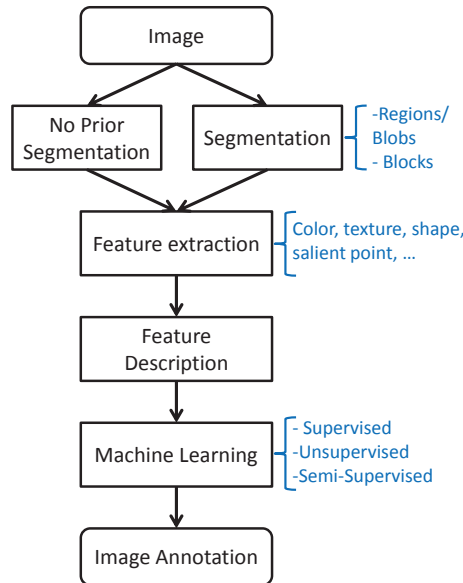 Image
No Prior
Segmentation
Segmentation
-Regions/
Blobs
- Blocks
Feature extraction
Color, texture, shape,
salient point, ...
Feature
Description
Machine Learning
- Supervised
-Unsupervised
-Semi-Supervised
Image Annotation